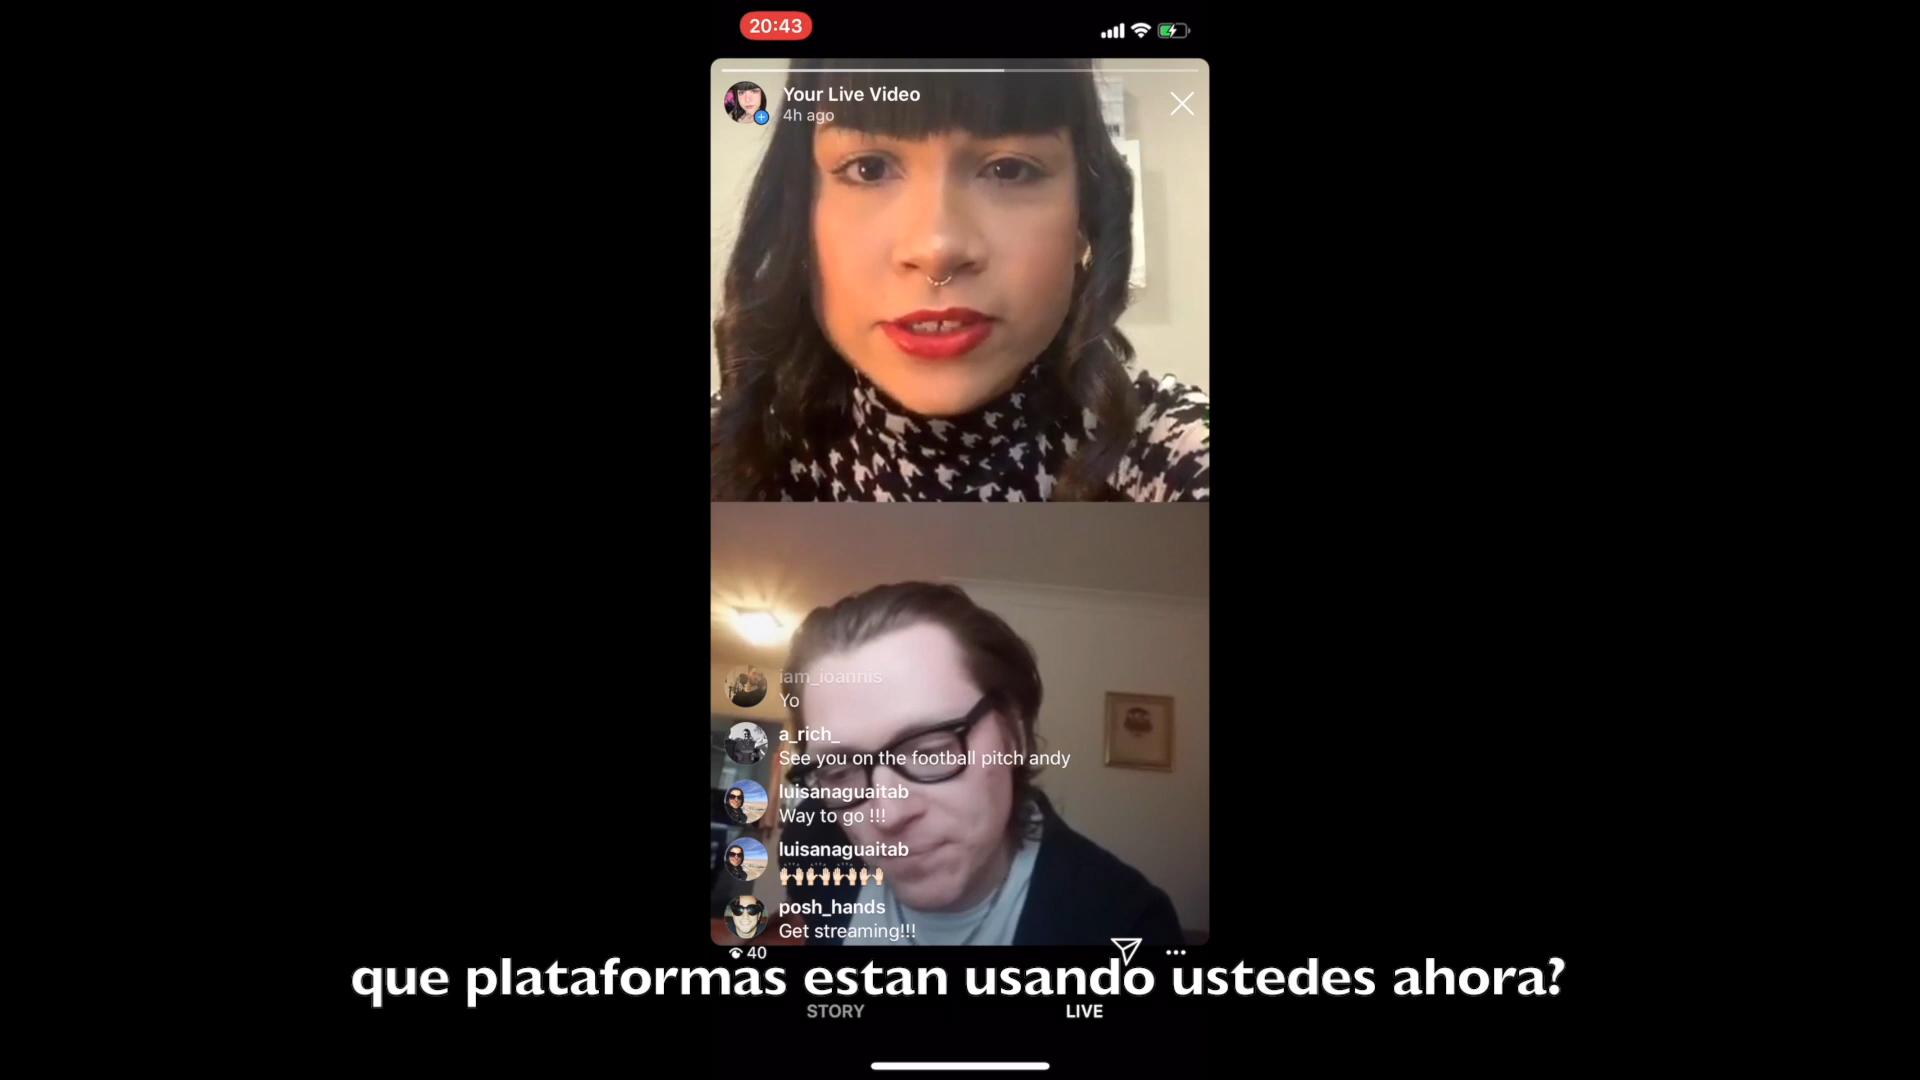 20:43
Your Live Video
4h ago
iam_ioannis
Yo
a_rich_
See you on the football pitch andy
luisanaguaitab
Way to go !!!
luisanaguaitab
🙌🏻🙌🏻🙌🏻🙌🏻
posh_hands
Get streaming!!!
40
que plataformas estan usando ustedes ahora?
STORY
LIVE